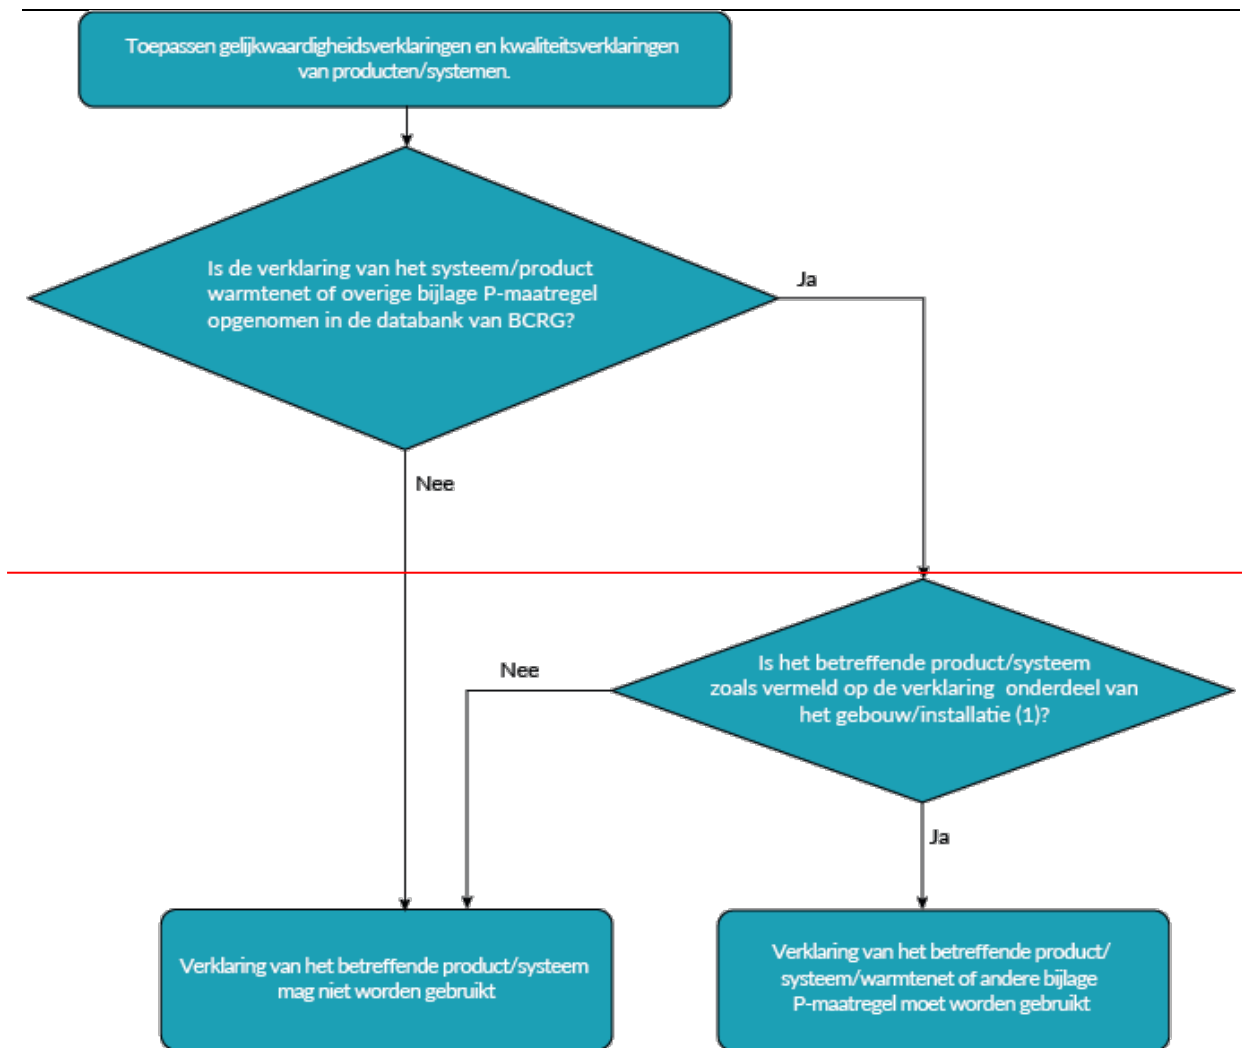 Toepassen gelijkwaardigheidsverklaringen en kwaliteitsverklaringen
van producten/systemen.
Is de verklaring van het systeem/product
warmtenet of overige bijlage P-maatregel
opgenomen in de databank van BCRG?
Ja
Nee
Is het betreffende product/systeem
zoals vermeld op de verklaring onderdeel van
het gebouw/installatie (1)?
Nee
Ja
Verklaring van het betreffende product/systeem
mag niet worden gebruikt
Verklaring van het betreffende product/
systeem/warmtenet of andere bijlage
P-maatregel moet worden gebruikt